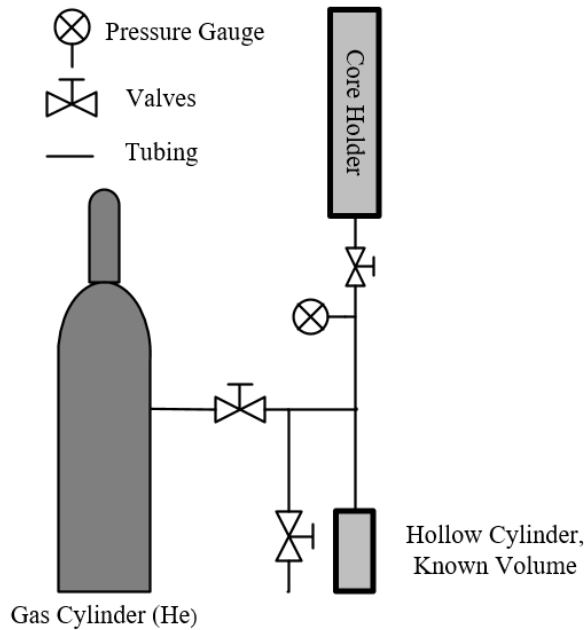 Pressure Gauge
Valves
Tubing
Core Holder
Hollow Cylinder,
Known Volume
Gas Cylinder (He)